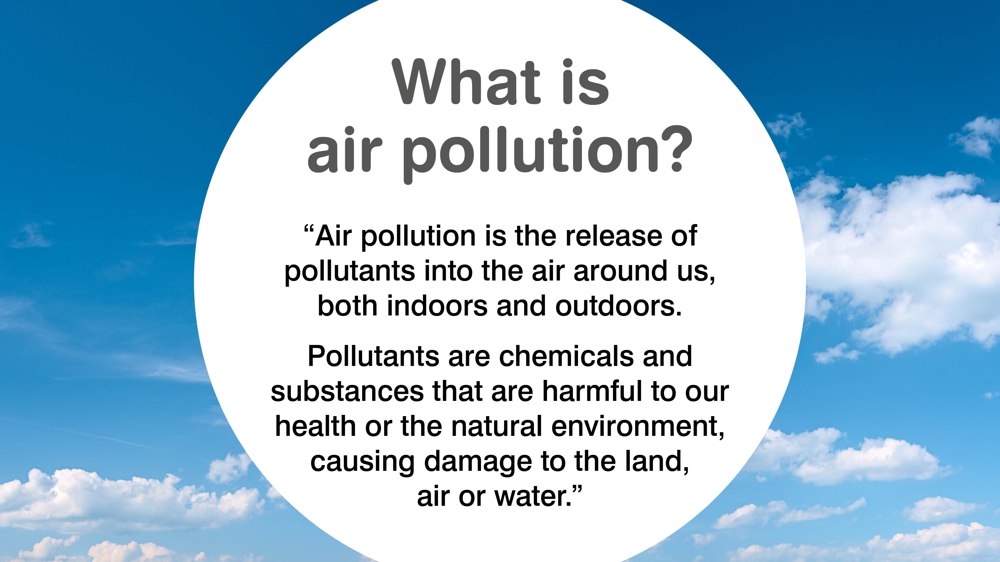 What is
air pollution?
“Air pollution is the release of
pollutants into the air around us,
both indoors and outdoors.
Pollutants are chemicals and
substances that are harmful to our
health or the natural environment,
causing damage to the land,
air or water.”